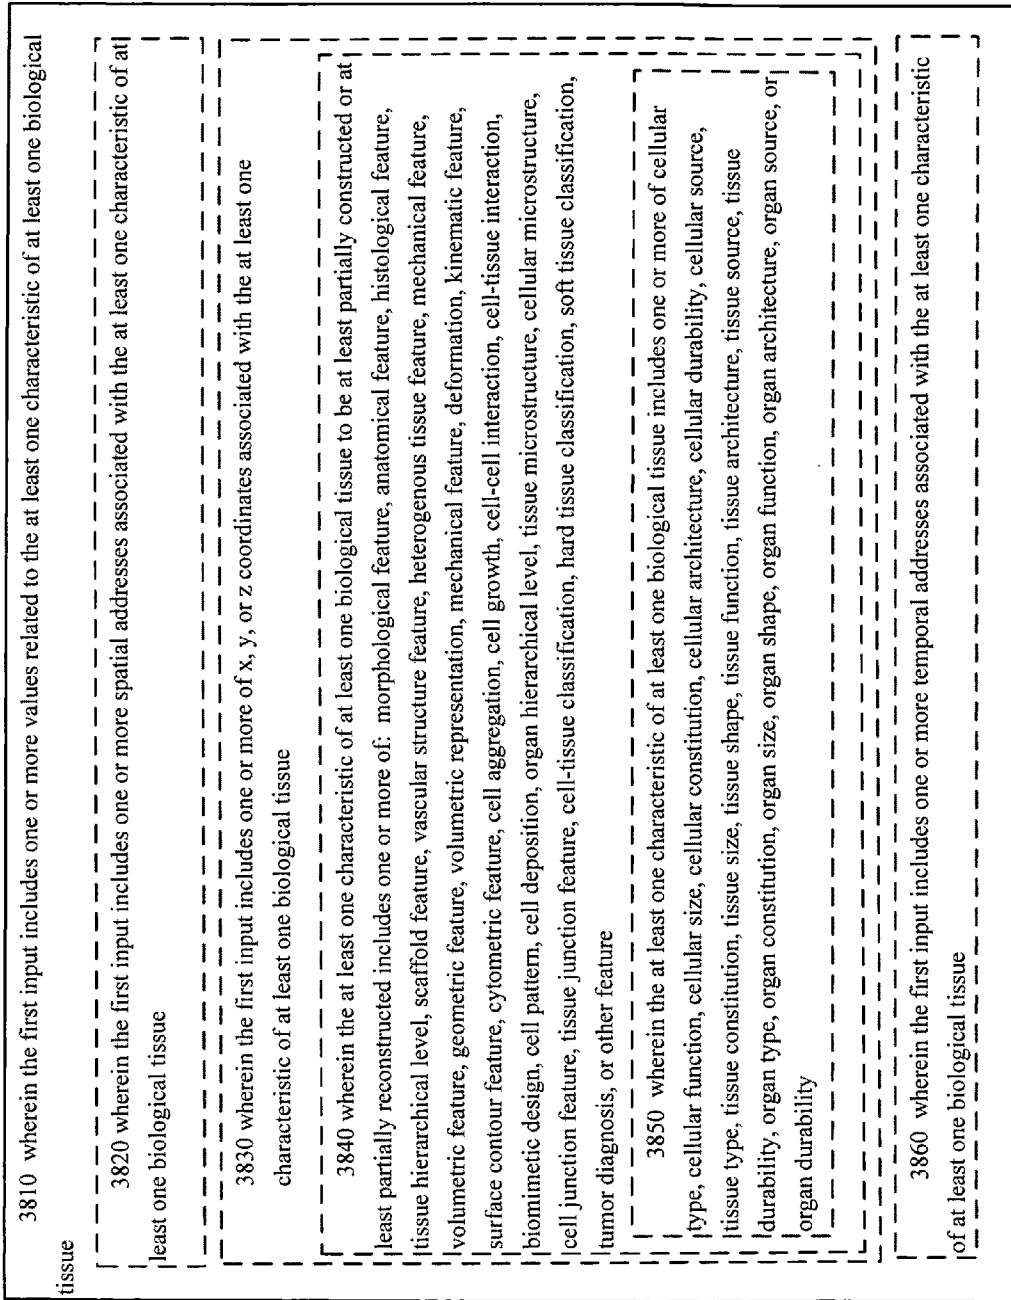 3810 wherein the first input includes one or more values related to the at least one characteristic of at least one biological
tissue
3820 wherein the first input includes one or more spatial addresses associated with the at least one characteristic of at
least one biological tissue
3830 wherein the first input includes one or more of x, y, or z coordinates associated with the at least one
characteristic of at least one biological tissue
3840 wherein the at least one characteristic of at least one biological tissue to be at least partially constructed or at
least partially reconstructed includes one or more of: morphological feature, anatomical feature, histological feature,
tissue hierarchical level, scaffold feature, vascular structure feature, heterogenous tissue feature, mechanical feature,
volumetric feature, geometric feature, volumetric representation, mechanical feature, deformation, kinematic feature,
surface contour feature, cytometric feature, cell aggregation, cell growth, cell-cell interaction, cell-tissue interaction,
biomimetic design, cell pattern, cell deposition, organ hierarchical level, tissue microstructure, cellular microstructure,
cell junction feature, tissue junction feature, cell-tissue classification, hard tissue classification, soft tissue classification,
tumor diagnosis, or other feature
3850 wherein the at least one characteristic of at least one biological tissue includes one or more of cellular
type, cellular function, cellular size, cellular constitution, cellular architecture, cellular durability, cellular source,
tissue type, tissue constitution, tissue size, tissue shape, tissue function, tissue architecture, tissue source, tissue
durability, organ type, organ constitution, organ size, organ shape, organ function, organ architecture, organ source, or
organ durability
3860 wherein the first input includes one or more temporal addresses associated with the at least one characteristic
of at least one biological tissue